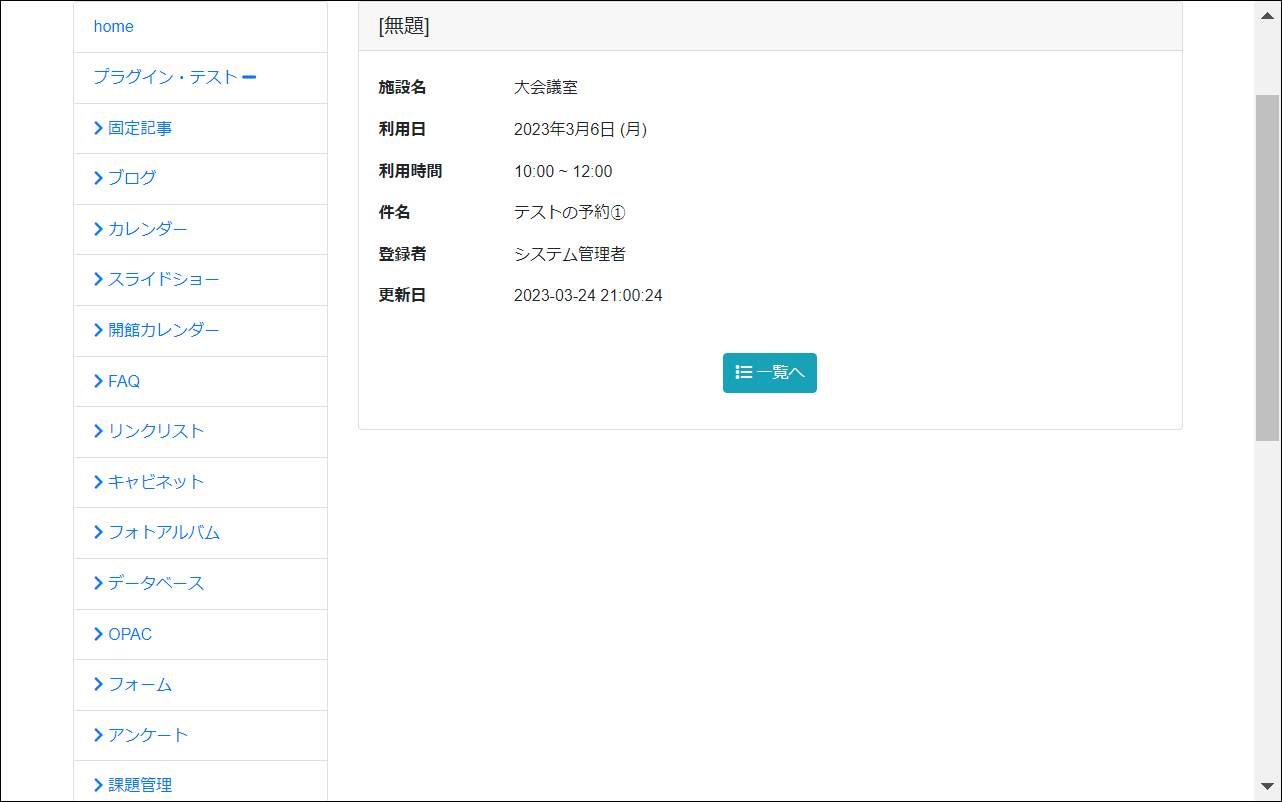 home
プラグイン・テスト
固定記事
ブログ
カレンダー
スライドショー
開館カレンダー
FAQ
リンクリスト
キャビネット
フォトアルバム
データベース
OPAC
フォーム
アンケート
課題管理
[無題]
施設名 大会議室
利用日 2023年3月6日 (月)
利用時間 10:00 ~ 12:00
件名 テストの予約①
登録者 システム管理者
更新日 2023-03-24 21:00:24
一覧へ